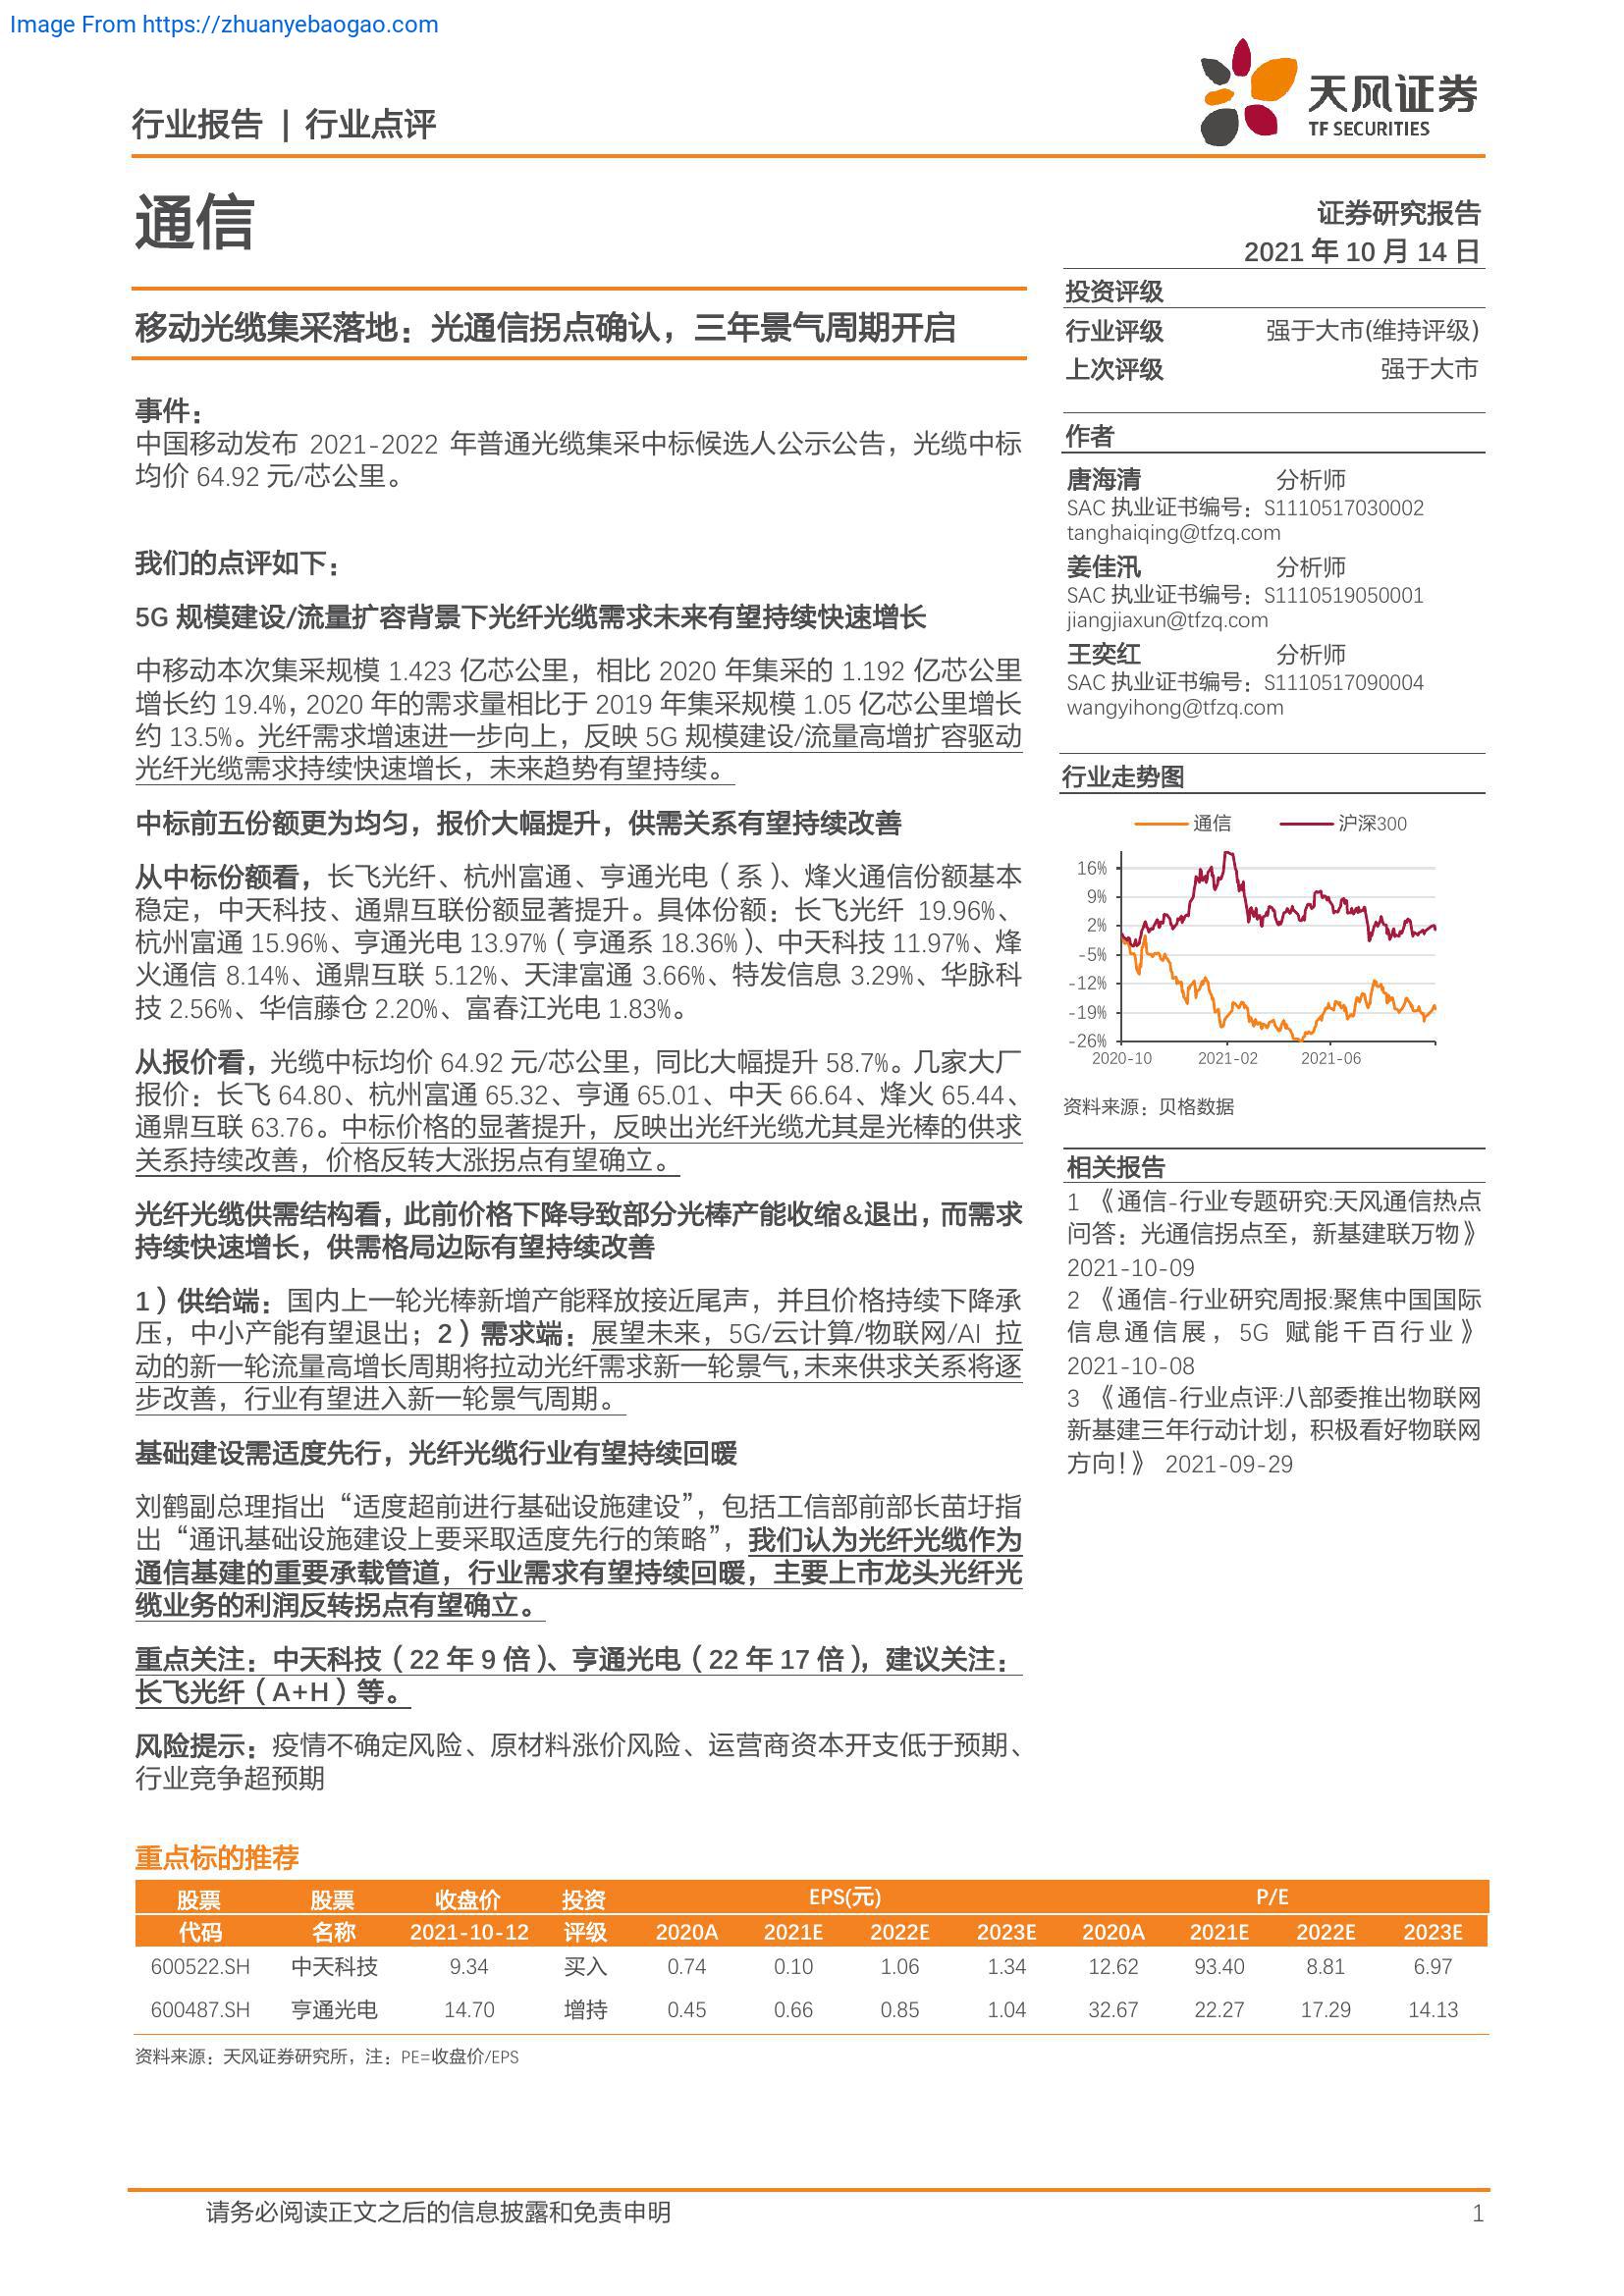 Image From https://zhuanyebaogao.com
行业报告 | 行业点评
天风证券
TF SECURITIES
通信
证券研究报告
2021 年 10 月 14 日
移动光缆集采落地：光通信拐点确认，三年景气周期开启
事件：
中国移动发布 2021-2022 年普通光缆集采中标候选人公示公告，光缆中标
均价 64.92 元/芯公里。
我们的点评如下：
5G 规模建设/流量扩容背景下光纤光缆需求未来有望持续快速增长
中移动本次集采规模 1.423 亿芯公里，相比 2020 年集采的 1.192 亿芯公里
增长约 19.4%，2020 年的需求量相比于 2019 年集采规模 1.05 亿芯公里增长
约 13.5%。光纤需求增速进一步向上，反映 5G 规模建设/流量高增扩容驱动
光纤光缆需求持续快速增长，未来趋势有望持续。
中标前五份额更为均匀，报价大幅提升，供需关系有望持续改善
从中标份额看，长飞光纤、杭州富通、亨通光电（系）、烽火通信份额基本
稳定，中天科技、通鼎互联份额显著提升。具体份额：长飞光纤 19.96%、
杭州富通 15.96%、亨通光电 13.97%（亨通系 18.36%）、中天科技 11.97%、烽
火通信 8.14%、通鼎互联 5.12%、天津富通 3.66%、特发信息 3.29%、华脉科
技 2.56%、华信藤仓 2.20%、富春江光电 1.83%。
从报价看，光缆中标均价 64.92 元/芯公里，同比大幅提升 58.7%。几家大厂
报价：长飞 64.80、杭州富通 65.32、亨通 65.01、中天 66.64、烽火 65.44、
通鼎互联 63.76。中标价格的显著提升，反映出光纤光缆尤其是光棒的供求
关系持续改善，价格反转大涨拐点有望确立。
光纤光缆供需结构看，此前价格下降导致部分光棒产能收缩&退出，而需求
持续快速增长，供需格局边际有望持续改善
1）供给端：国内上一轮光棒新增产能释放接近尾声，并且价格持续下降承
压，中小产能有望退出；2）需求端：展望未来，5G/云计算/物联网/AI 拉
动的新一轮流量高增长周期将拉动光纤需求新一轮景气，未来供求关系将逐
步改善，行业有望进入新一轮景气周期。
基础建设需适度先行，光纤光缆行业有望持续回暖
刘鹤副总理指出“适度超前进行基础设施建设”，包括工信部前部长苗圩指
出“通讯基础设施建设上要采取适度先行的策略”，我们认为光纤光缆作为
通信基建的重要承载管道，行业需求有望持续回暖，主要上市龙头光纤光
缆业务的利润反转拐点有望确立。
重点关注：中天科技（22 年 9 倍）、亨通光电（22 年 17 倍），建议关注：
长飞光纤（A+H）等。
风险提示：疫情不确定风险、原材料涨价风险、运营商资本开支低于预期、
行业竞争超预期
投资评级
行业评级 强于大市(维持评级)
上次评级 强于大市
作者
唐海清 分析师
SAC 执业证书编号：S1110517030002
tanghaiqing@tfzq.com
姜佳汛 分析师
SAC 执业证书编号：S1110519050001
jiangjiaxun@tfzq.com
王奕红 分析师
SAC 执业证书编号：S1110517090004
wangyihong@tfzq.com
行业走势图
通信 沪深300
16%
9%
2%
-5%
-12%
-19%
-26%
2020-10 2021-02 2021-06
资料来源：贝格数据
相关报告
1 《通信-行业专题研究:天风通信热点
问答：光通信拐点至，新基建联万物》
2021-10-09
2 《通信-行业研究周报:聚焦中国国际
信息通信展，5G 赋能千百行业》
2021-10-08
3 《通信-行业点评:八部委推出物联网
新基建三年行动计划，积极看好物联网
方向!》 2021-09-29
重点标的推荐
股票 股票 收盘价 投资 EPS(元) P/E
代码 名称 2021-10-12 评级 2020A 2021E 2022E 2023E 2020A 2021E 2022E 2023E
600522.SH 中天科技 9.34 买入 0.74 0.10 1.06 1.34 12.62 93.40 8.81 6.97
600487.SH 亨通光电 14.70 增持 0.45 0.66 0.85 1.04 32.67 22.27 17.29 14.13
资料来源：天风证券研究所，注：PE=收盘价/EPS
请务必阅读正文之后的信息披露和免责申明 1